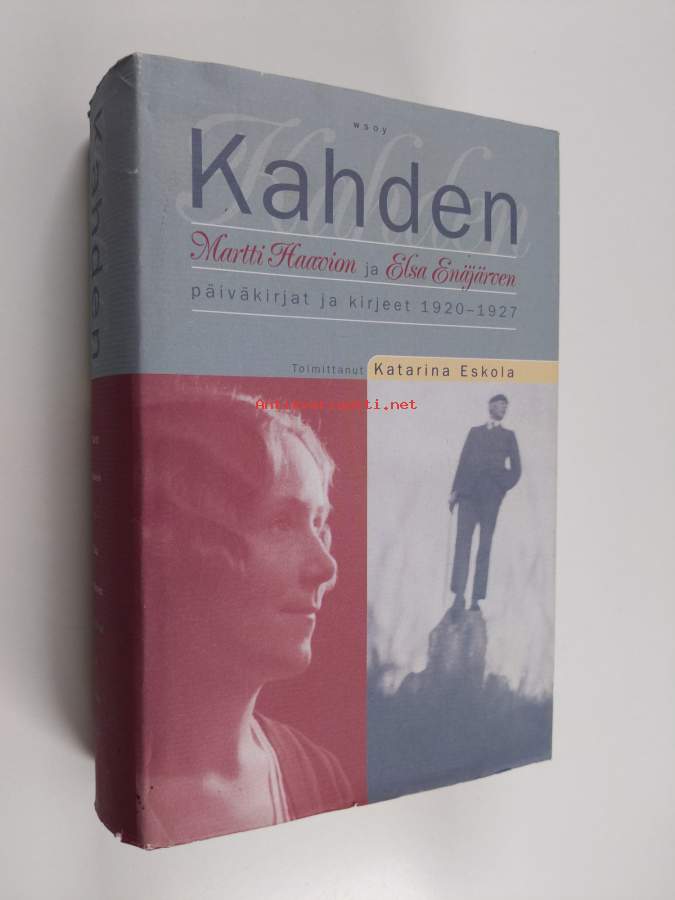 wsoy
Kahden
Martti Haavion ja Elsa Enäjärven
päiväkirjat ja kirjeet 1920–1927
Toimittanut Katarina Eskola
Antikvariaatti.net
Kahden